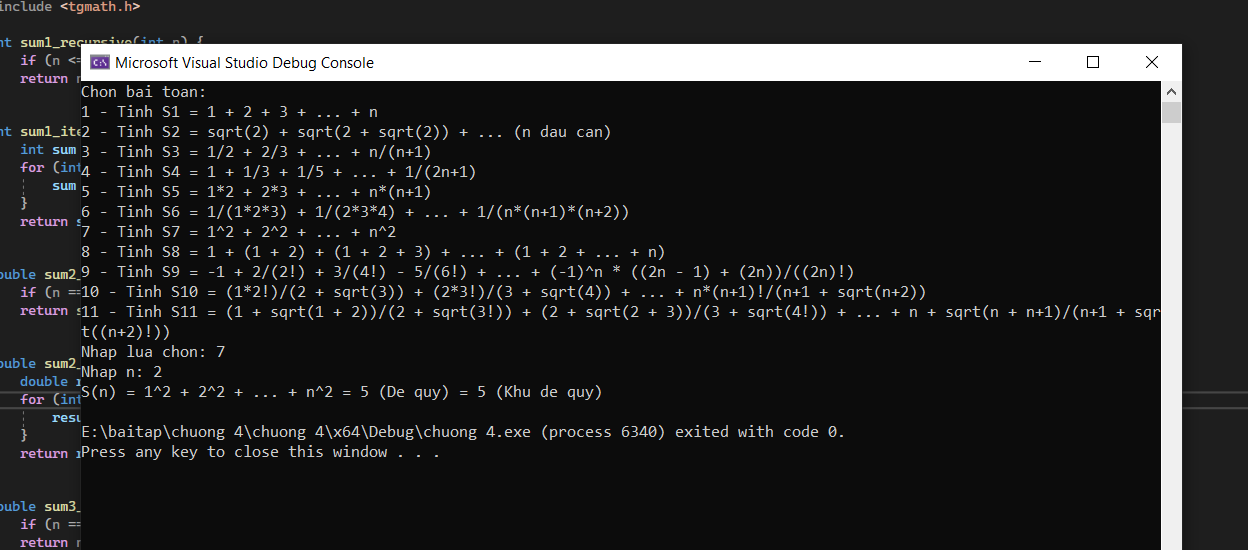 include <tgmath.h>
nt sum1_recursive(int n) {
if (n <=
return
nt sum1_ite
int sum
for (int
sum
}
return
ouble sum2_
if (n ==
return
ouble sum2_
double
for (int
resu
}
return
ouble sum3_
if (n ==
return
Microsoft Visual Studio Debug Console
Chon bai toan:
1 - Tinh S1 = 1 + 2 + 3 + ... + n
2 - Tinh S2 = sqrt(2) + sqrt(2 + sqrt(2)) + ... (n dau can)
3 - Tinh S3 = 1/2 + 2/3 + ... + n/(n+1)
4 - Tinh S4 = 1 + 1/3 + 1/5 + ... + 1/(2n+1)
5 - Tinh S5 = 1*2 + 2*3 + ... + n*(n+1)
6 - Tinh S6 = 1/(1*2*3) + 1/(2*3*4) + ... + 1/(n*(n+1)*(n+2))
7 - Tinh S7 = 1^2 + 2^2 + ... + n^2
8 - Tinh S8 = 1 + (1 + 2) + (1 + 2 + 3) + ... + (1 + 2 + ... + n)
9 - Tinh S9 = -1 + 2/(2!) + 3/(4!) - 5/(6!) + ... + (-1)^n * ((2n - 1) + (2n))/((2n)!)
10 - Tinh S10 = (1*2!)/(2 + sqrt(3)) + (2*3!)/(3 + sqrt(4)) + ... + n*(n+1)!/(n+1 + sqrt(n+2))
11 - Tinh S11 = (1 + sqrt(1 + 2))/(2 + sqrt(3!)) + (2 + sqrt(2 + 3))/(3 + sqrt(4!)) + ... + n + sqrt(n + n+1)/(n+1 + sqr
t((n+2)!))
Nhap lua chon: 7
Nhap n: 2
S(n) = 1^2 + 2^2 + ... + n^2 = 5 (De quy) = 5 (Khu de quy)
E:\baitap\chuong 4\chuong 4\x64\Debug\chuong 4.exe (process 6340) exited with code 0.
Press any key to close this window . . .